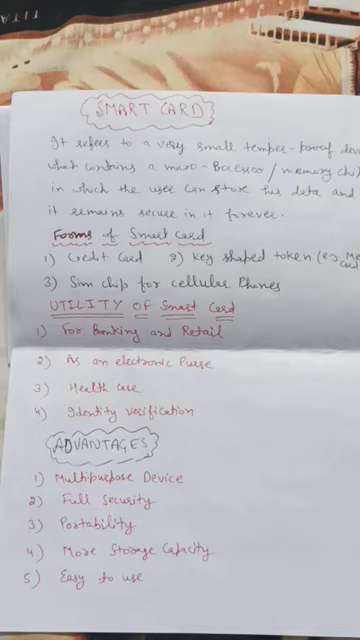 SMART CARD
It refers to a very small temper-proof
which contains a micro- / memory
in which the user can store his data and
it remains secure in it forever.
Forms of Smart Card
1) Credit Card 2) Key shaped token (eg.
3) Sim chip for cellular Phones
UTILITY Of Smart Card
1) For Banking and Retail
2) As an electronic Purse
3) Health care
4) Identity verification
ADVANTAGES
1) Multipurpose Device
2) Full Security
3) Portability
4) More Storage Capacity
5) Easy to use